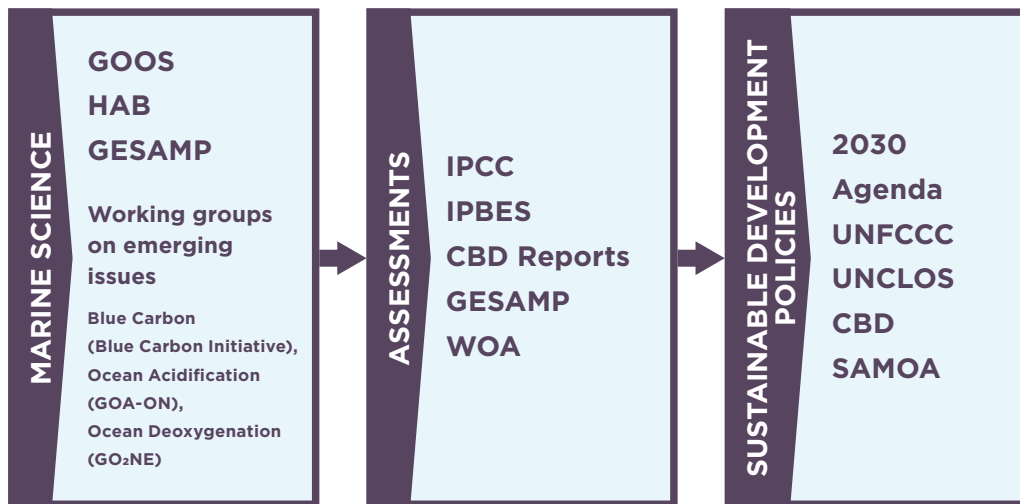 MARINE SCIENCE
GOOS
HAB
GESAMP
Working groups
on emerging
issues
Blue Carbon
(Blue Carbon Initiative),
Ocean Acidification
(GOA-ON),
Ocean Deoxygenation
(GO₂NE)
ASSESSMENTS
IPCC
IPBES
CBD Reports
GESAMP
WOA
SUSTAINABLE DEVELOPMENT
POLICIES
2030
Agenda
UNFCCC
UNCLOS
CBD
SAMOA